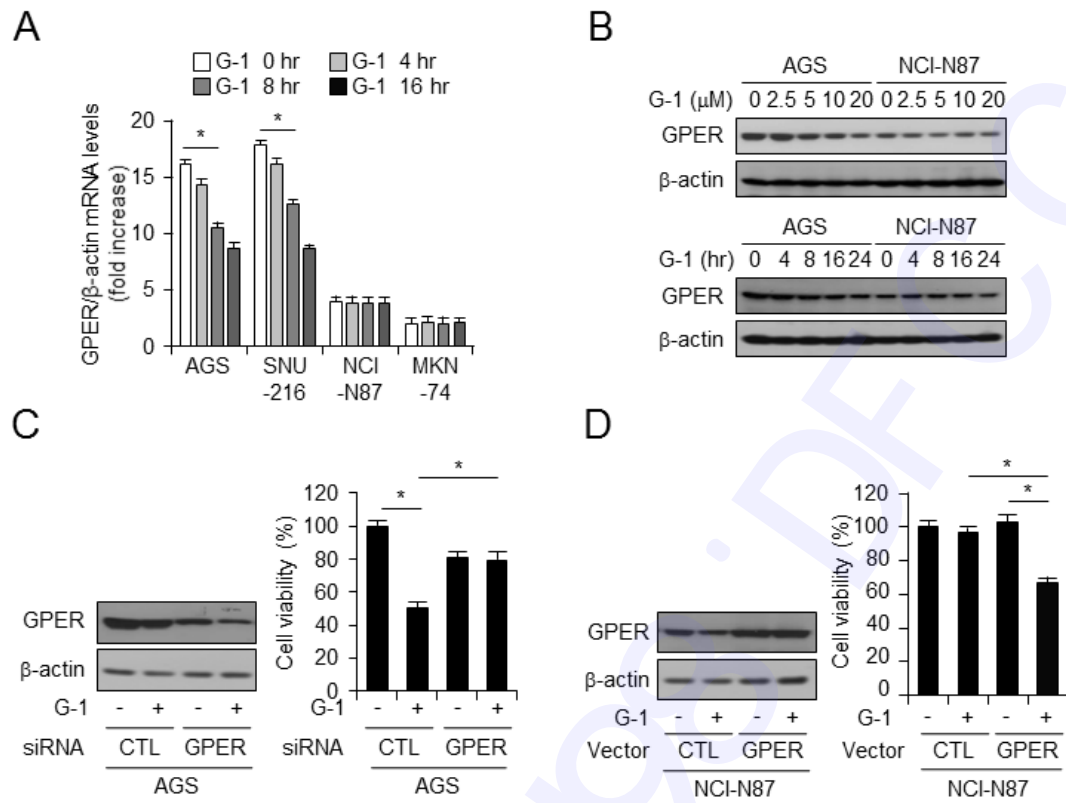 A
G-1 0 hr G-1 4 hr
G-1 8 hr G-1 16 hr
GPER/β-actin mRNA levels
(fold increase)
20
15
10
5
0
* *
AGS SNU NCI MKN
-216 -N87 -74
B
AGS NCI-N87
G-1 (μM) 0 2.5 5 10 20 0 2.5 5 10 20
GPER
β-actin
AGS NCI-N87
G-1 (hr) 0 4 8 16 24 0 4 8 16 24
GPER
β-actin
C
GPER
β-actin
G-1 - + - +
siRNA CTL GPER
AGS
Cell viability (%)
120
100
80
60
40
20
0
* *
G-1 - + - +
siRNA CTL GPER
AGS
D
GPER
β-actin
G-1 - + - +
Vector CTL GPER
NCI-N87
Cell viability (%)
120
100
80
60
40
20
0
*
*
G-1 - + - +
Vector CTL GPER
NCI-N87